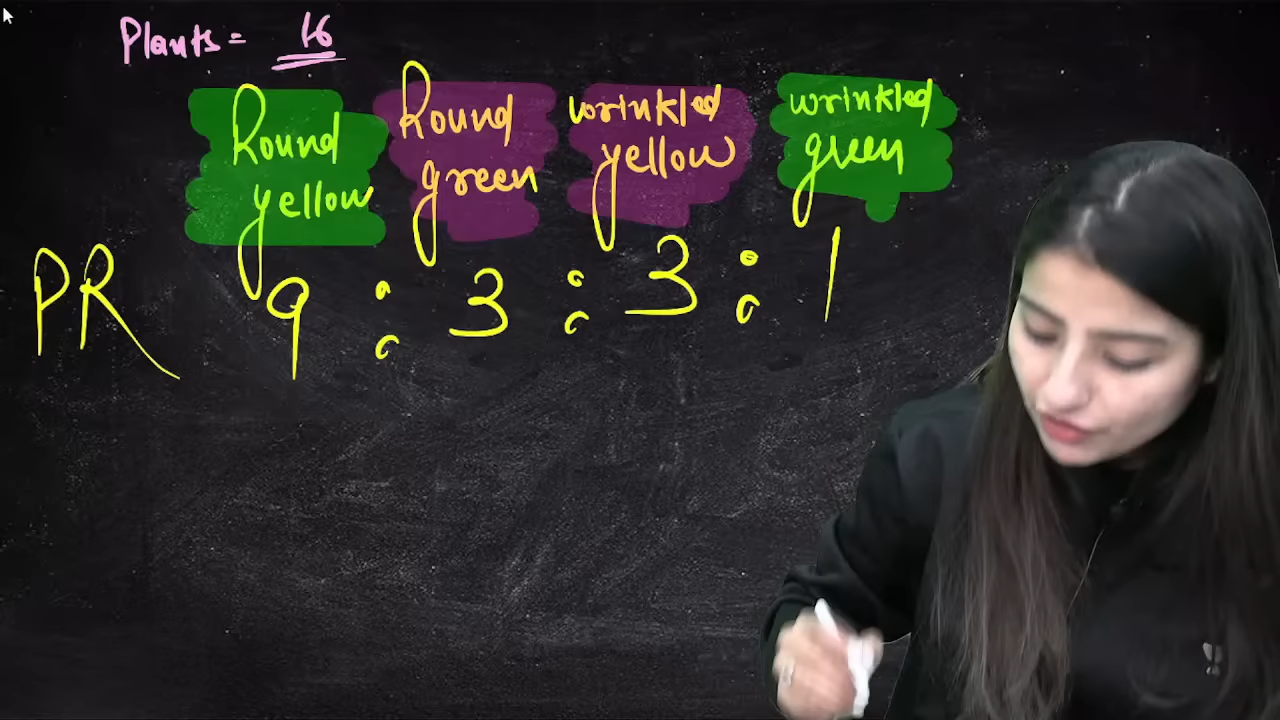 Plants = 16
Round yellow
Round green
wrinkled yellow
wrinkled green
PR 9 : 3 : 3 : 1